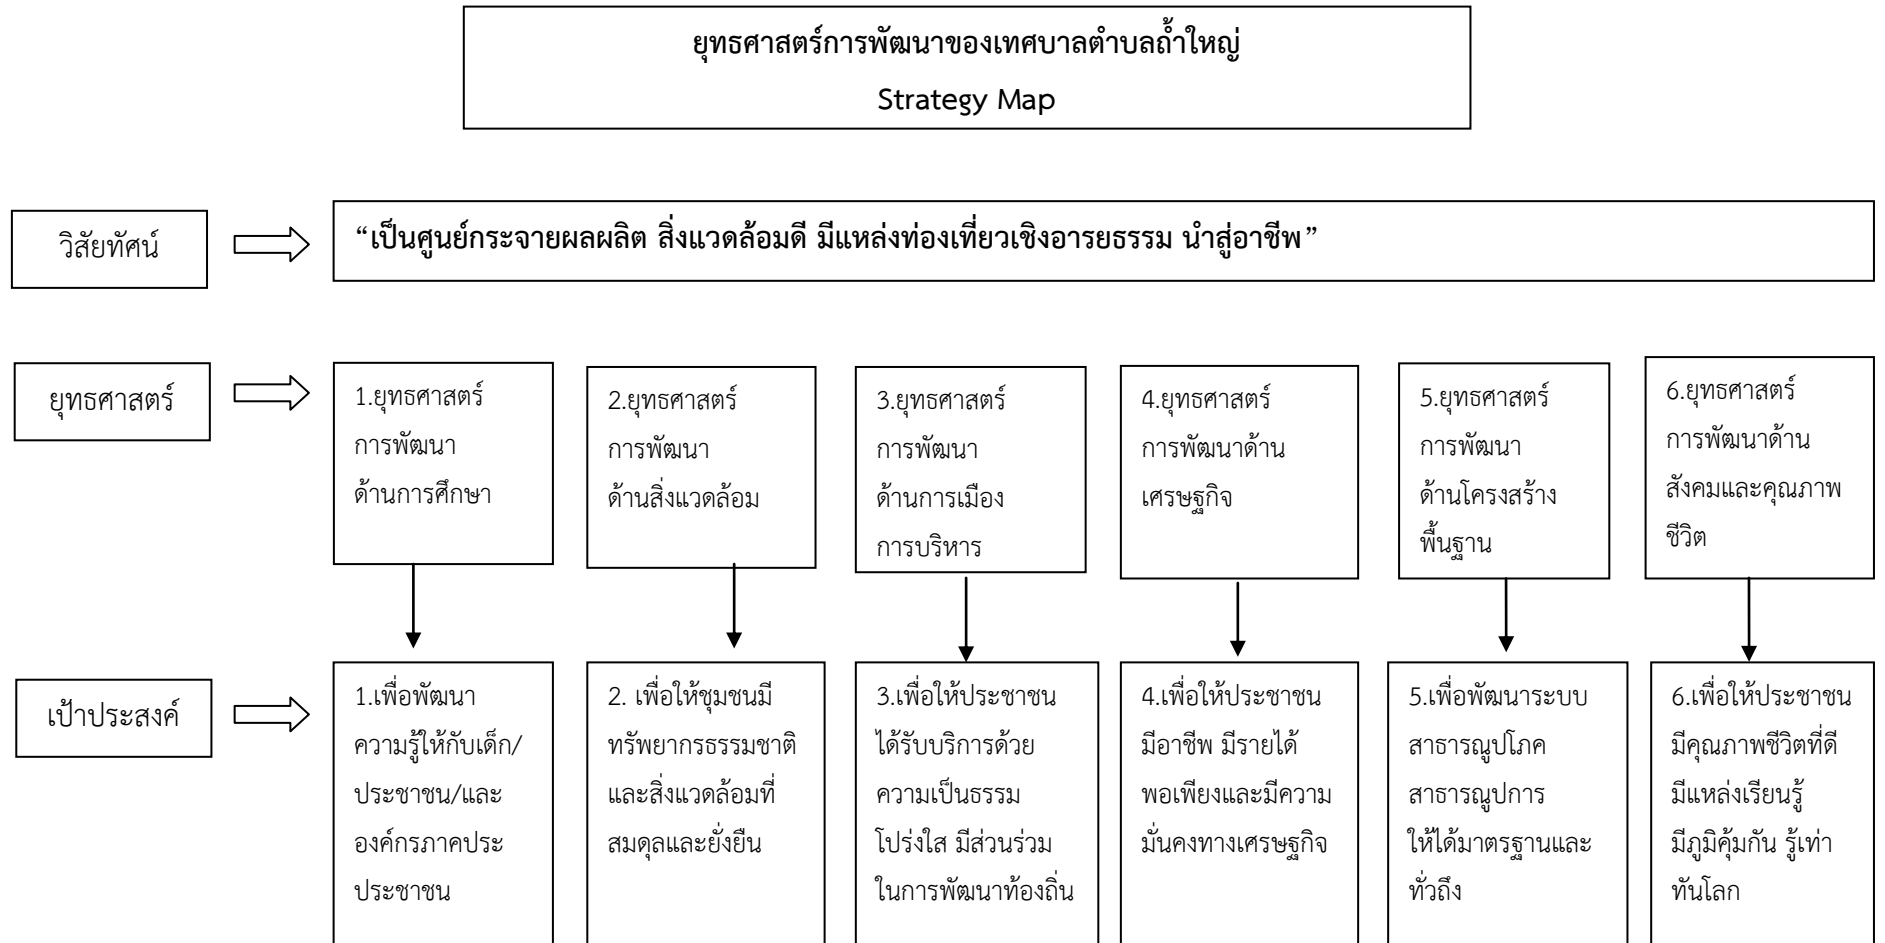 ยุทธศาสตร์การพัฒนาของเทศบาลตำบลถ้ำใหญ่
Strategy Map
วิสัยทัศน์
“เป็นศูนย์กระจายผลผลิต สิ่งแวดล้อมดี มีแหล่งท่องเที่ยวเชิงอารยธรรม นำสู่อาชีพ”
ยุทธศาสตร์
1.ยุทธศาสตร์
การพัฒนา
ด้านการศึกษา
2.ยุทธศาสตร์
การพัฒนา
ด้านสิ่งแวดล้อม
3.ยุทธศาสตร์
การพัฒนา
ด้านการเมือง
การบริหาร
4.ยุทธศาสตร์
การพัฒนาด้าน
เศรษฐกิจ
5.ยุทธศาสตร์
การพัฒนา
ด้านโครงสร้าง
พื้นฐาน
6.ยุทธศาสตร์
การพัฒนาด้าน
สังคมและคุณภาพ
ชีวิต
เป้าประสงค์
1.เพื่อพัฒนา
ความรู้ให้กับเด็ก/
ประชาชน/และ
องค์กรภาคประ
ประชาชน
2. เพื่อให้ชุมชนมี
ทรัพยากรธรรมชาติ
และสิ่งแวดล้อมที่
สมดุลและยั่งยืน
3.เพื่อให้ประชาชน
ได้รับบริการด้วย
ความเป็นธรรม
โปร่งใส มีส่วนร่วม
ในการพัฒนาท้องถิ่น
4.เพื่อให้ประชาชน
มีอาชีพ มีรายได้
พอเพียงและมีความ
มั่นคงทางเศรษฐกิจ
5.เพื่อพัฒนาระบบ
สาธารณูปโภค
สาธารณูปการ
ให้ได้มาตรฐานและ
ทั่วถึง
6.เพื่อให้ประชาชน
มีคุณภาพชีวิตที่ดี
มีแหล่งเรียนรู้
มีภูมิคุ้มกัน รู้เท่า
ทันโลก